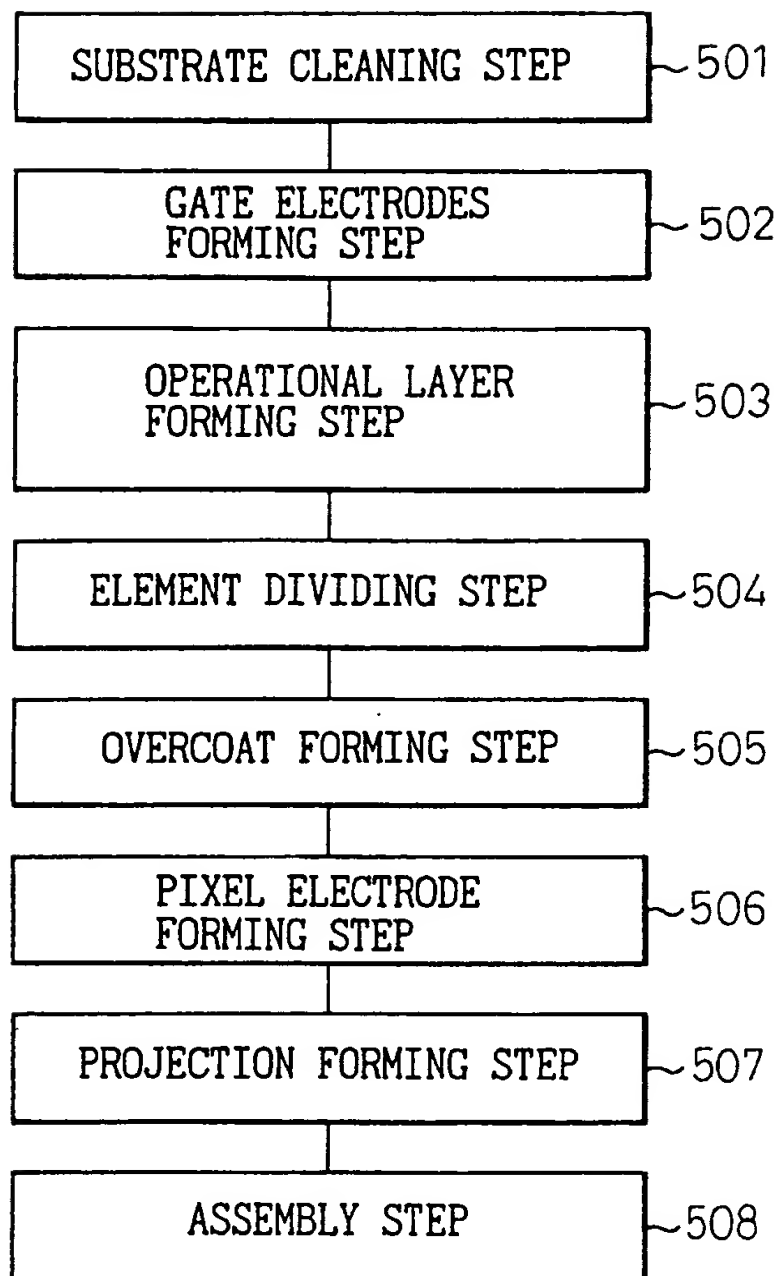 SUBSTRATE CLEANING STEP 501
GATE ELECTRODES
FORMING STEP 502
OPERATIONAL LAYER
FORMING STEP 503
ELEMENT DIVIDING STEP 504
OVERCOAT FORMING STEP 505
PIXEL ELECTRODE
FORMING STEP 506
PROJECTION FORMING STEP 507
ASSEMBLY STEP 508